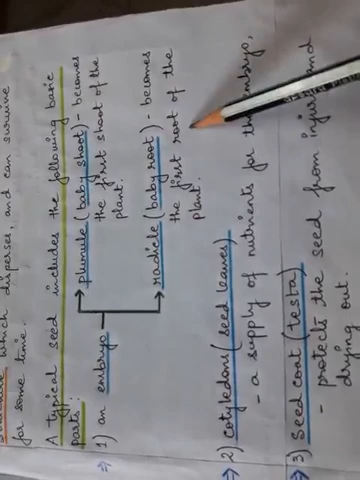 which disperses, and can survive
for some time.
A typical seed includes the following basic
parts:
⇒ 1) an embryo
plumule (baby shoot) - becomes
the first shoot of the
plant.
radicle (baby root) - becomes
the first root of the
plant.
⇒ 2) cotyledons (seed leaves)
- a supply of nutrients for the embryo,
⇒ 3) Seed coat (testa)
- protects the seed from injury and
drying out.